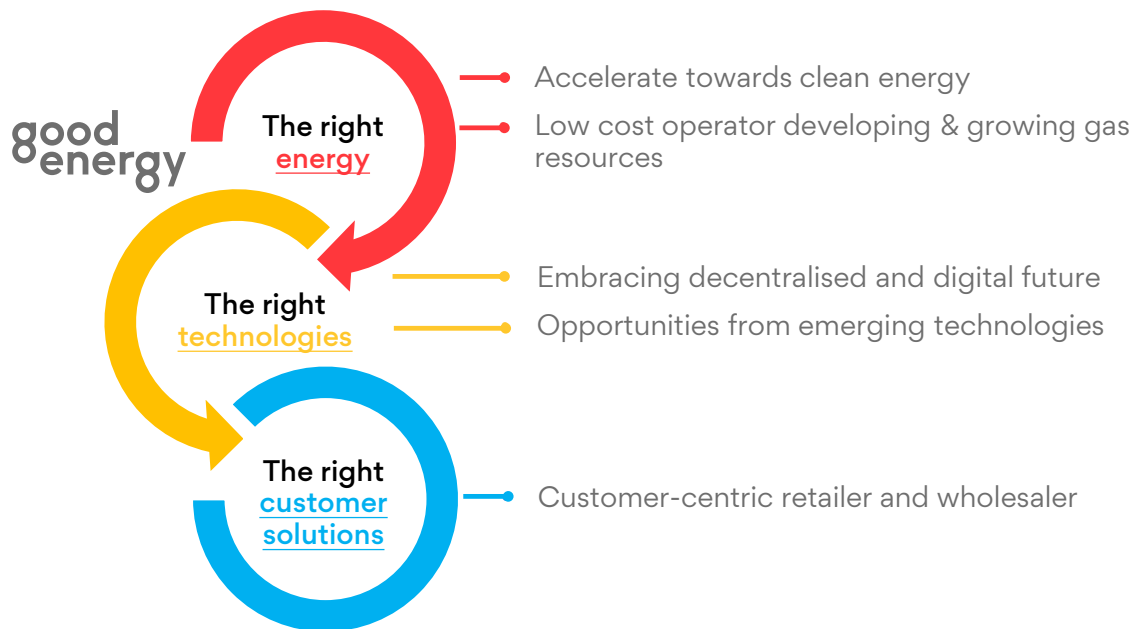 good
energy
The right
energy
Accelerate towards clean energy
Low cost operator developing & growing gas
resources
The right
technologies
Embracing decentralised and digital future
Opportunities from emerging technologies
The right
customer
solutions
Customer-centric retailer and wholesaler